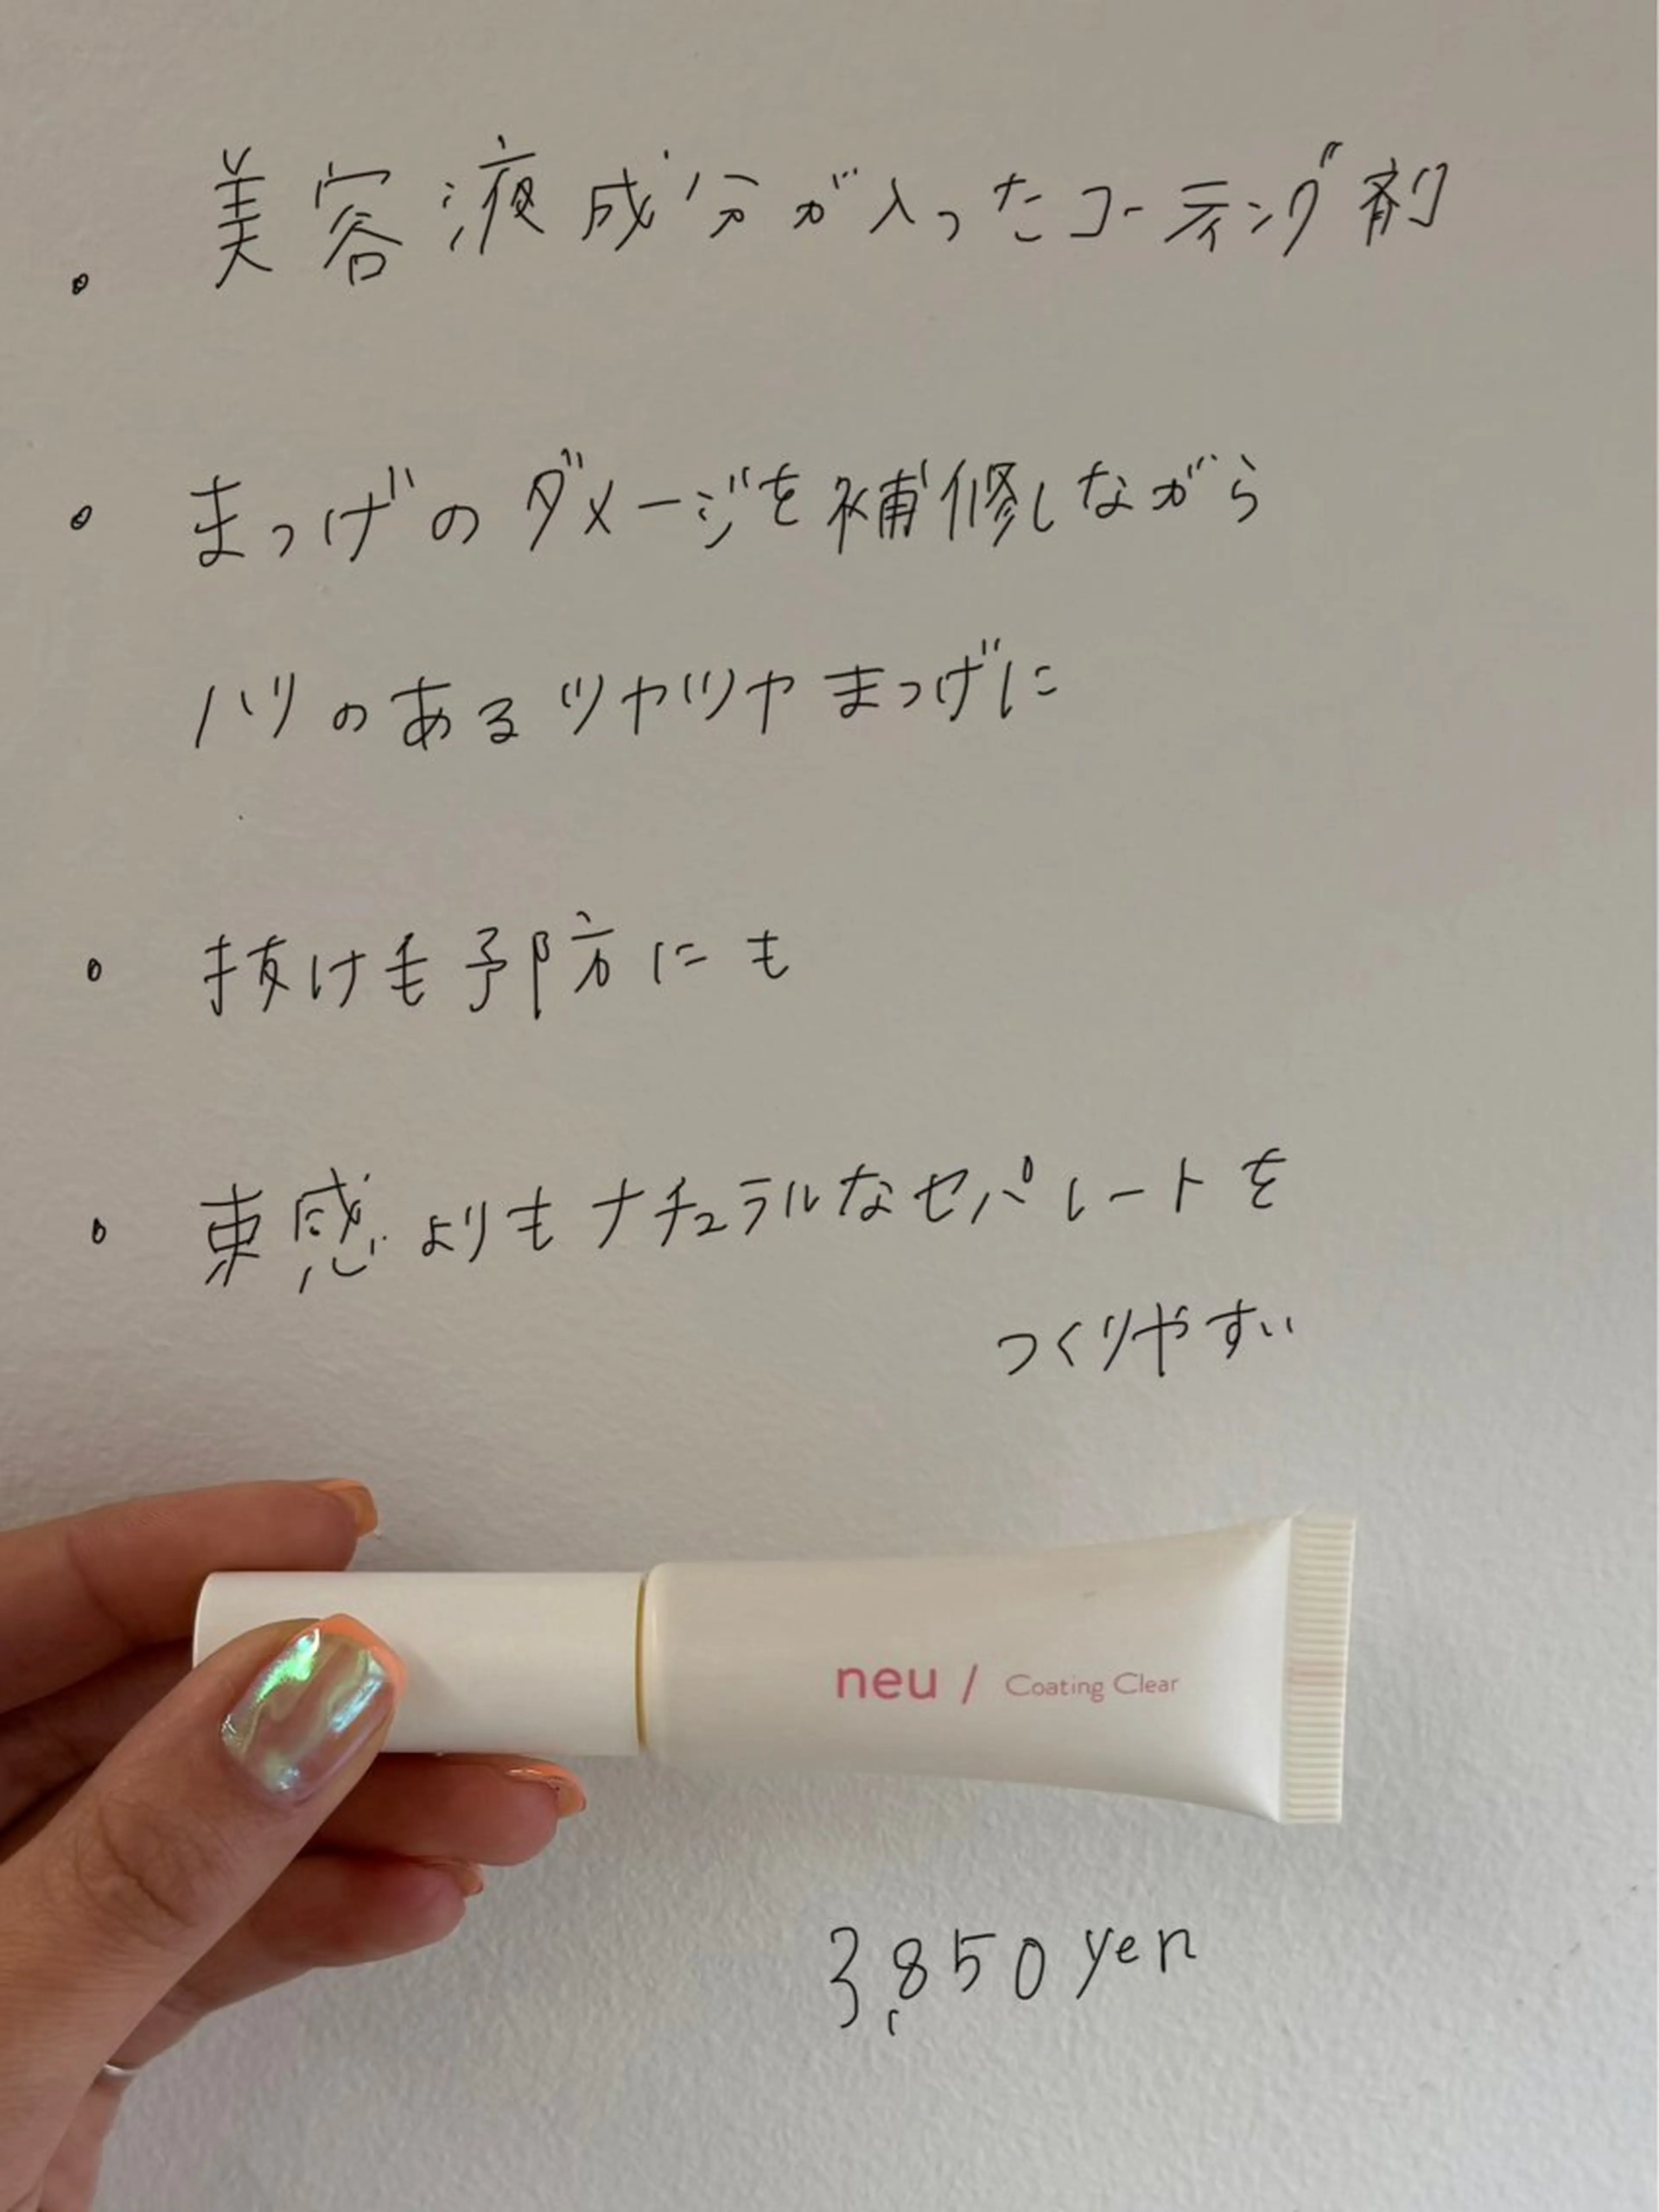 ・美容液成分が入ったコーティング剤
・まつげのダメージを補修しながら
ハリのあるツヤツヤまつげに
・抜け毛予防にも
・束感よりもナチュラルなセパレートを
つくりやすい
neu / Coating Clear
3,850yen